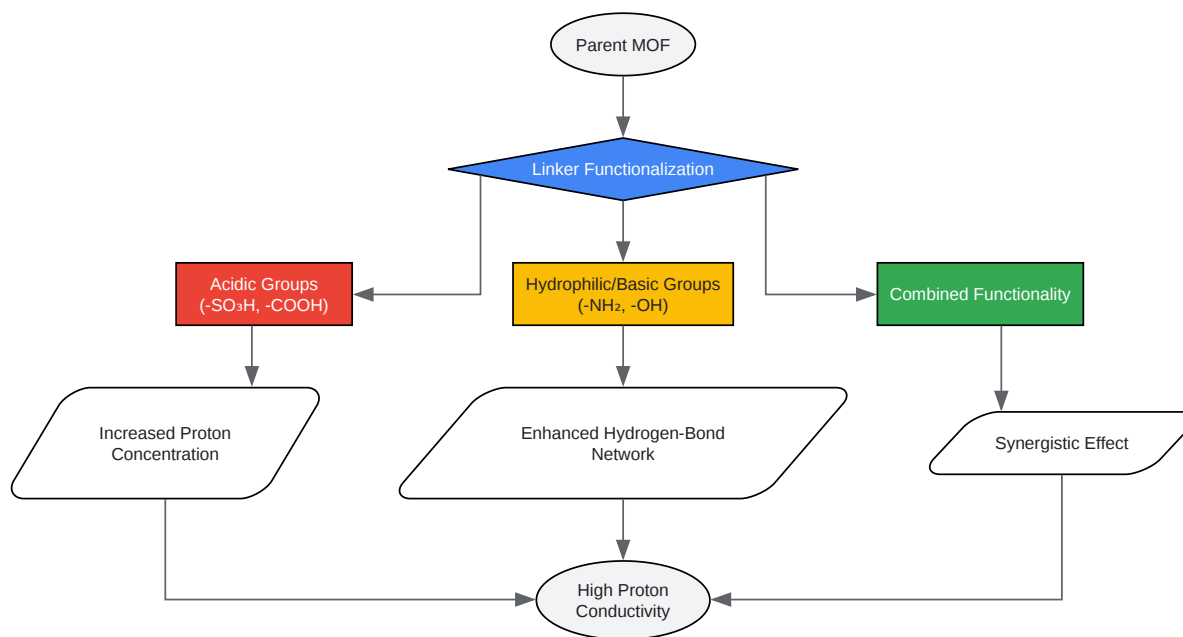 Parent MOF
Linker Functionalization
Acidic Groups
(-SO₃H, -COOH)
Hydrophilic/Basic Groups
(-NH₂, -OH)
Combined Functionality
Increased Proton
Concentration
Enhanced Hydrogen-Bond
Network
Synergistic Effect
High Proton
Conductivity